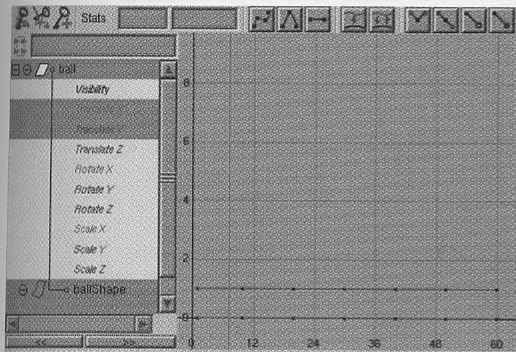 Stats
ball
Visibility
Translate Y
Translate Z
Rotate X
Rotate Y
Rotate Z
Scale X
Scale Y
Scale Z
ballShape
<< >>
8
6
4
2
0
0 12 24 36 48 60